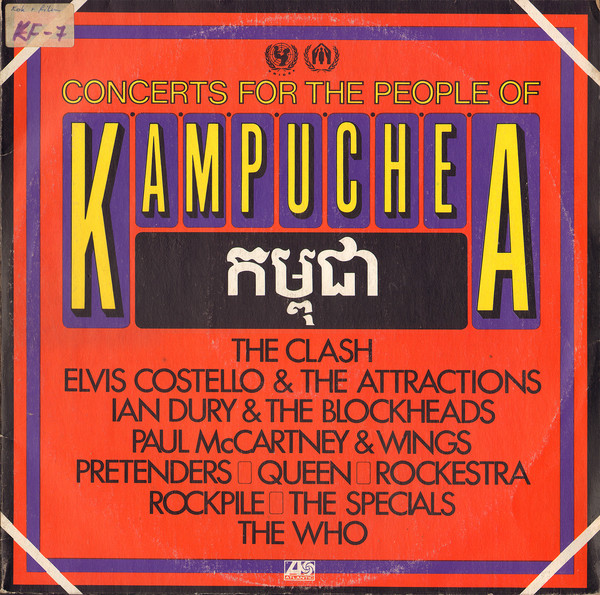 KF-7
CONCERTS FOR THE PEOPLE OF
KAMPUCHEA
កម្ពុជា
THE CLASH
ELVIS COSTELLO & THE ATTRACTIONS
IAN DURY & THE BLOCKHEADS
PAUL McCARTNEY & WINGS
PRETENDERS QUEEN ROCKESTRA
ROCKPILE THE SPECIALS
THE WHO
ATLANTIC